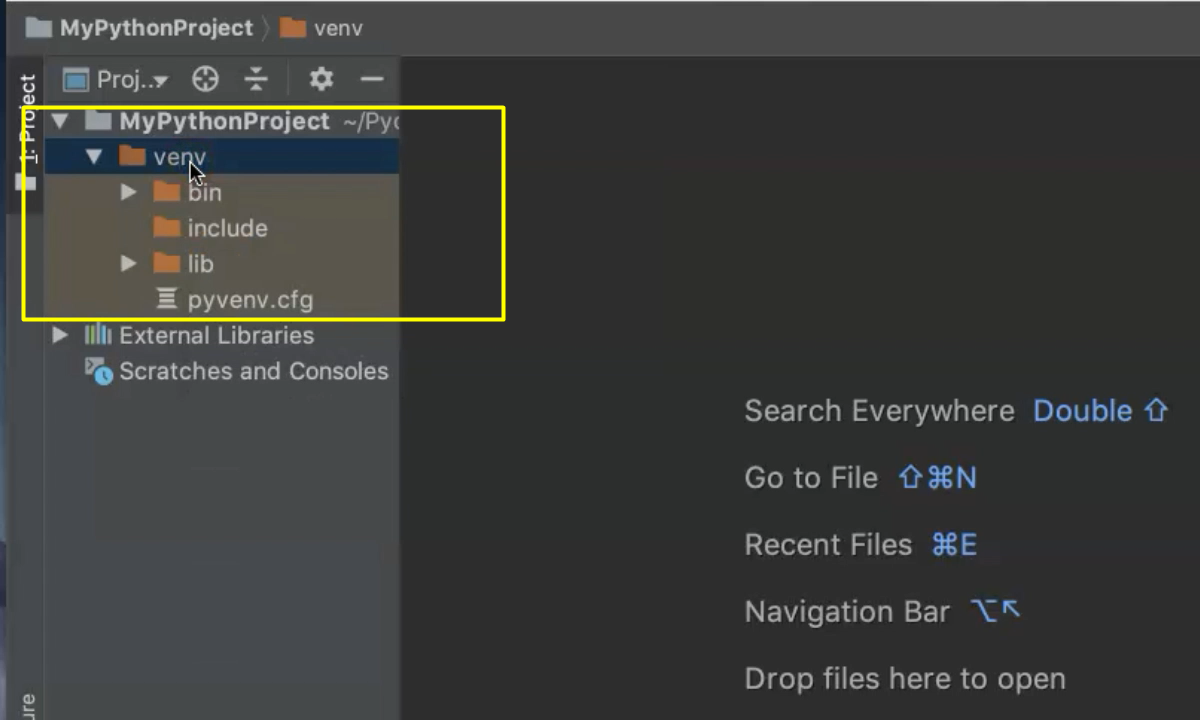 MyPythonProject venv
Proj..
1: Project
MyPythonProject ~/Pyc
venv
bin
include
lib
pyvenv.cfg
External Libraries
Scratches and Consoles
Search Everywhere Double ⇧
Go to File ⇧⌘N
Recent Files ⌘E
Navigation Bar ⌥↖
Drop files here to open
ure